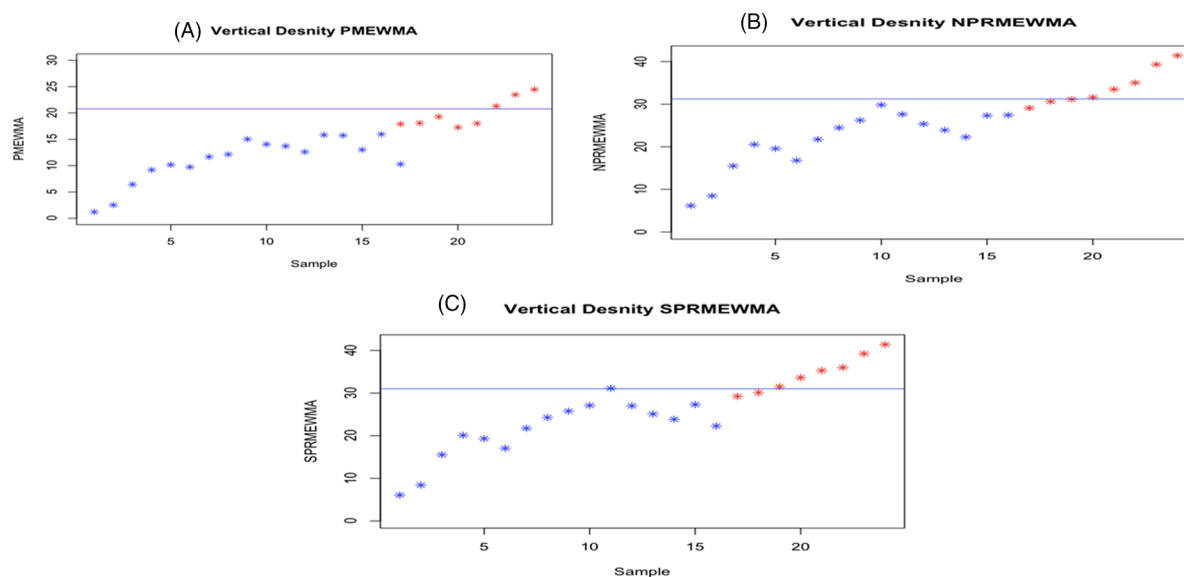 (A) Vertical Desnity PMEWMA
PMEWMA
30
25
20
15
10
5
0
5 10 15 20
Sample
(B) Vertical Desnity NPRMEWMA
NPRMEWMA
40
30
20
10
0
5 10 15 20
Sample
(C) Vertical Desnity SPRMEWMA
SPRMEWMA
40
30
20
10
0
5 10 15 20
Sample